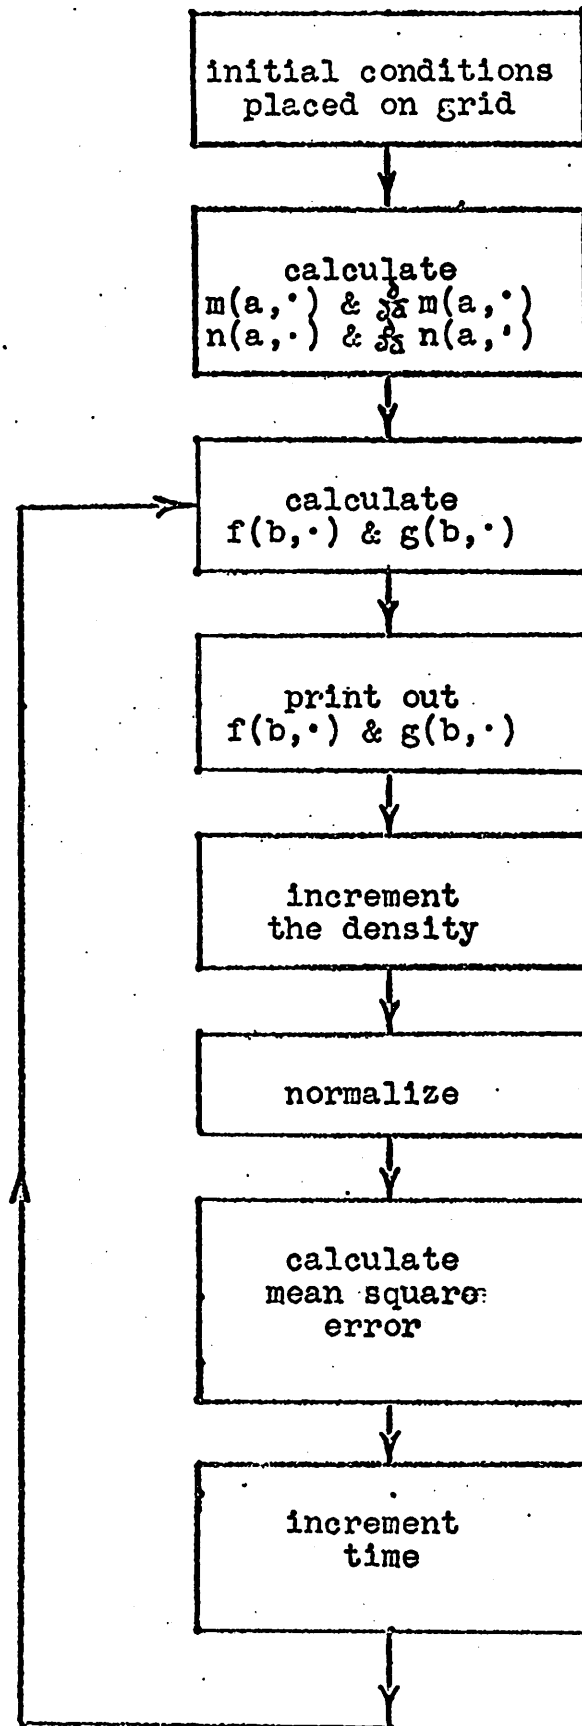 initial conditions
placed on grid
calculate
m(a,·) & m(a,·)
n(a,·) & n(a,·)
calculate
f(b,·) & g(b,·)
print out
f(b,·) & g(b,·)
increment
the density
normalize
calculate
mean square
error
increment
time